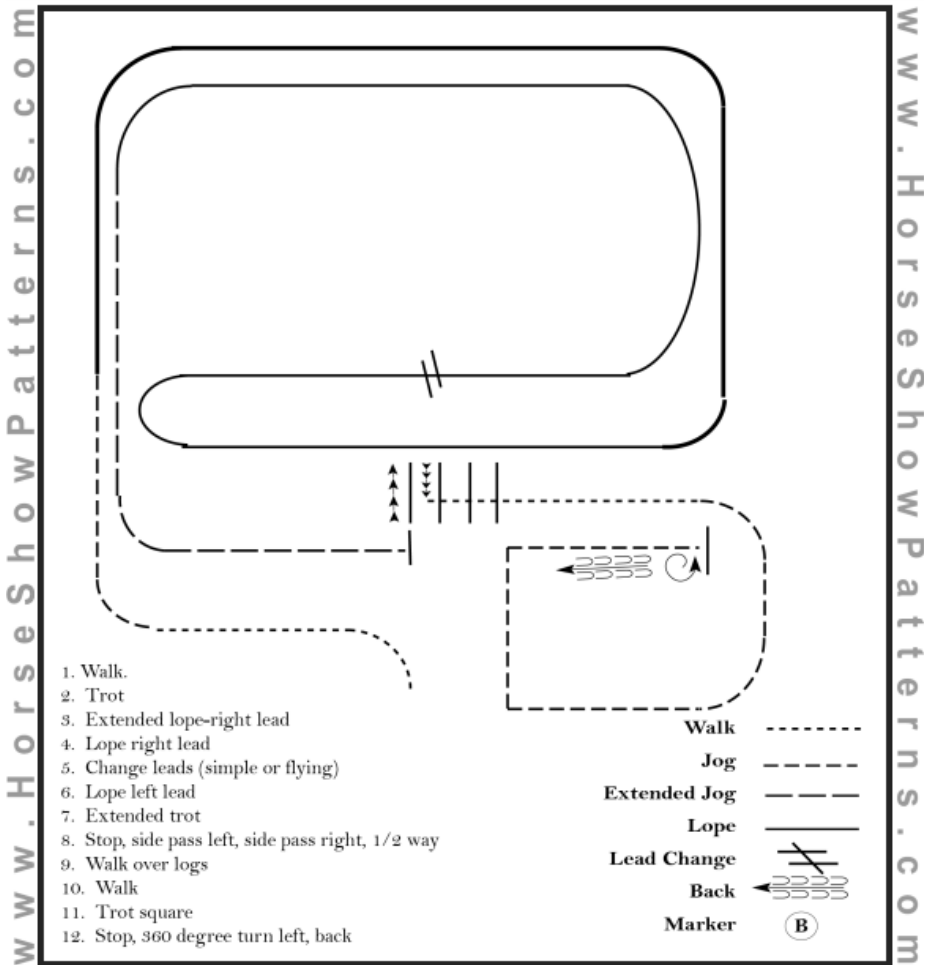 www.HorseShowPatterns.com
1. Walk.
2. Trot
3. Extended lope-right lead
4. Lope right lead
5. Change leads (simple or flying)
6. Lope left lead
7. Extended trot
8. Stop, side pass left, side pass right, 1/2 way
9. Walk over logs
10. Walk
11. Trot square
12. Stop, 360 degree turn left, back
Walk
Jog
Extended Jog
Lope
Lead Change
Back
Marker B
www.HorseShowPatterns.com